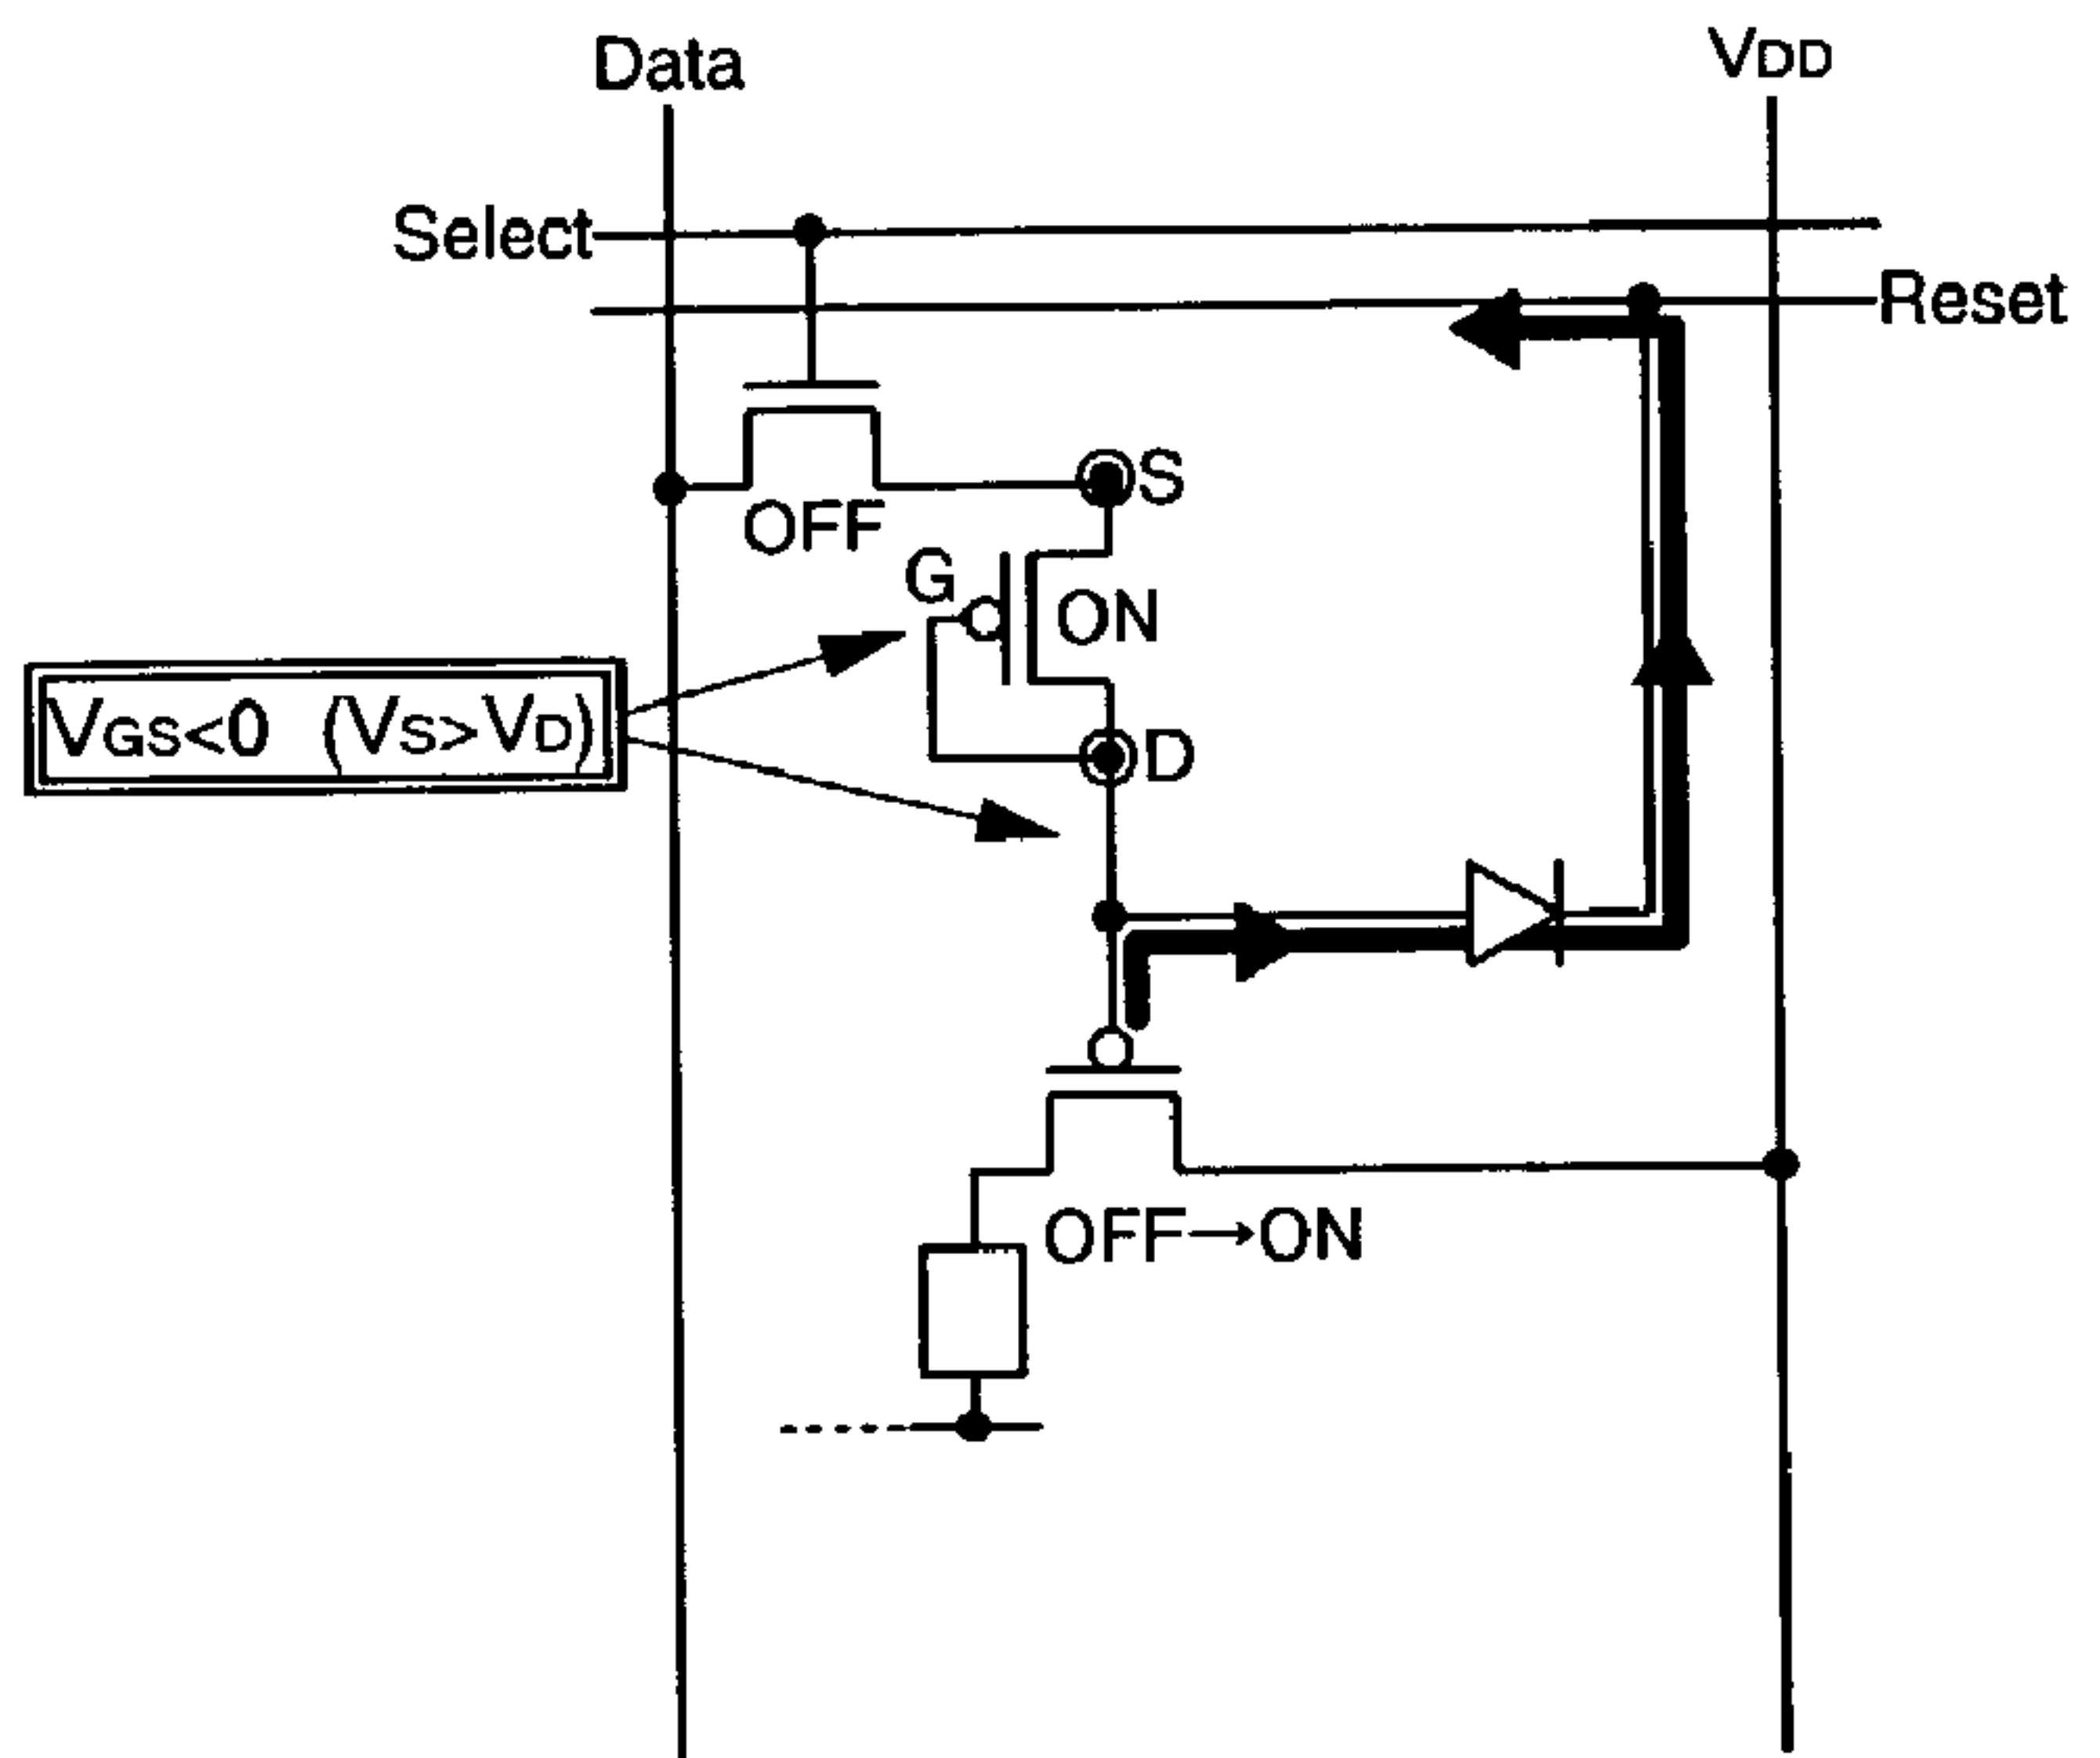 Data
VDD
Select
Reset
S
OFF
G
ON
VGS<0 (VS>VD)
D
OFF→ON